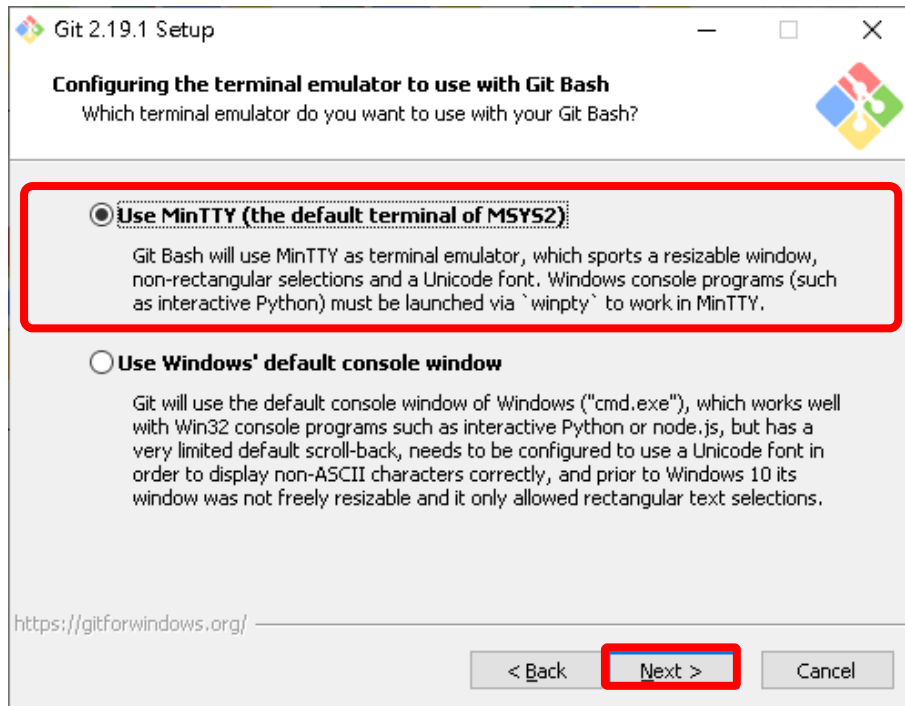 Git 2.19.1 Setup
Configuring the terminal emulator to use with Git Bash
Which terminal emulator do you want to use with your Git Bash?
Use MinTTY (the default terminal of MSYS2)
Git Bash will use MinTTY as terminal emulator, which sports a resizable window,
non-rectangular selections and a Unicode font. Windows console programs (such
as interactive Python) must be launched via `winpty` to work in MinTTY.
Use Windows' default console window
Git will use the default console window of Windows ("cmd.exe"), which works well
with Win32 console programs such as interactive Python or node.js, but has a
very limited default scroll-back, needs to be configured to use a Unicode font in
order to display non-ASCII characters correctly, and prior to Windows 10 its
window was not freely resizable and it only allowed rectangular text selections.
https://gitforwindows.org/
< Back Next > Cancel